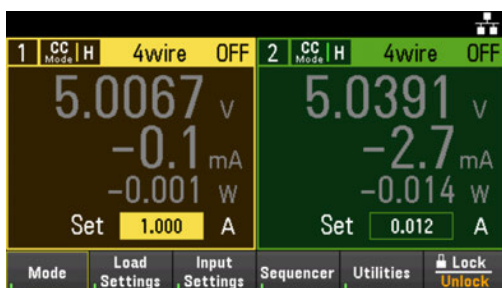 1 CC Mode H 4wire OFF
5.0067 V
-0.1 mA
-0.001 W
Set 1.000 A
2 CC Mode H 4wire OFF
5.0391 V
-2.7 mA
-0.014 W
Set 0.012 A
Mode
Load Settings
Input Settings
Sequencer
Utilities
Lock
Unlock